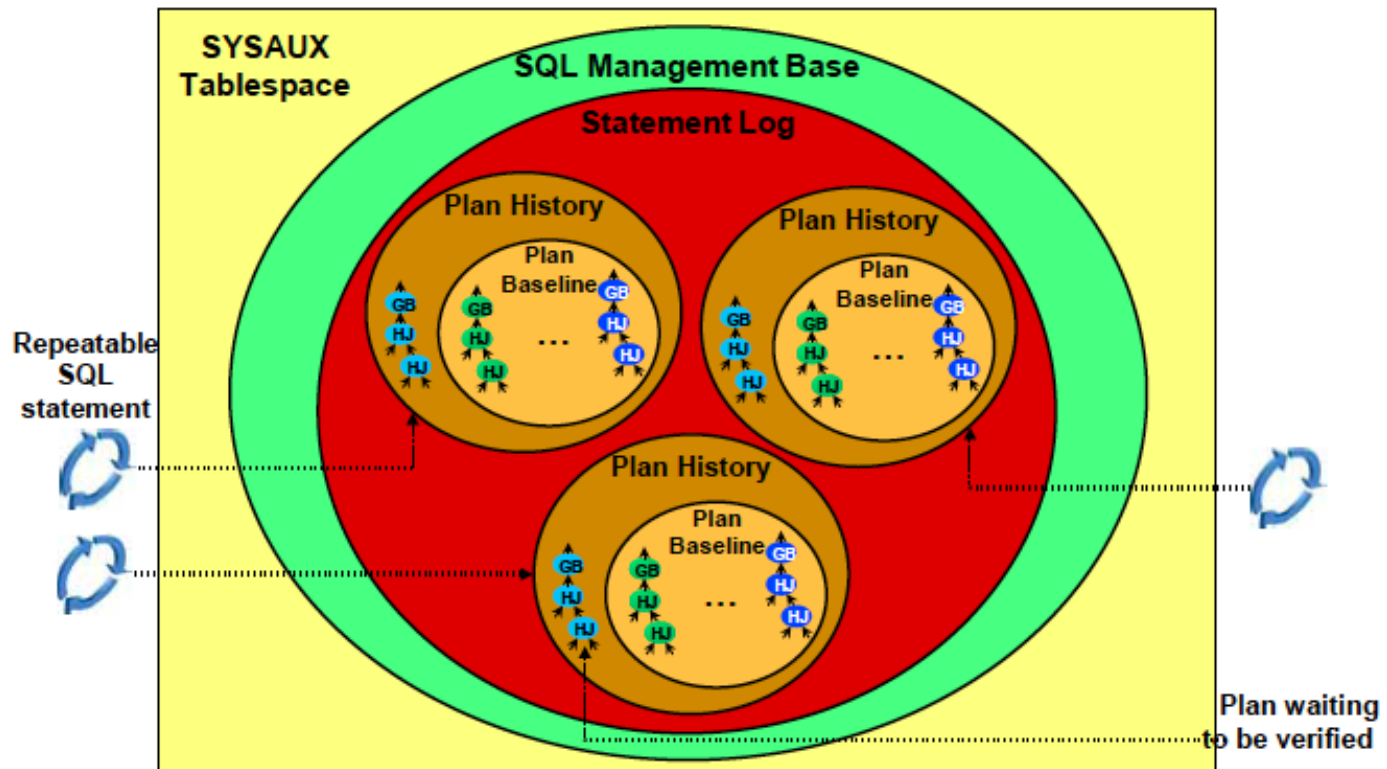 SYSAUX
Tablespace
SQL Management Base
Statement Log
Plan History
Plan
Baseline
GB
HJ
HJ
GB
HJ
HJ
...
GB
HJ
HJ
Plan History
Plan
Baseline
GB
HJ
HJ
GB
HJ
HJ
...
GB
HJ
HJ
Repeatable
SQL
statement
Plan History
Plan
Baseline
GB
HJ
HJ
GB
HJ
HJ
...
GB
HJ
HJ
Plan waiting
to be verified